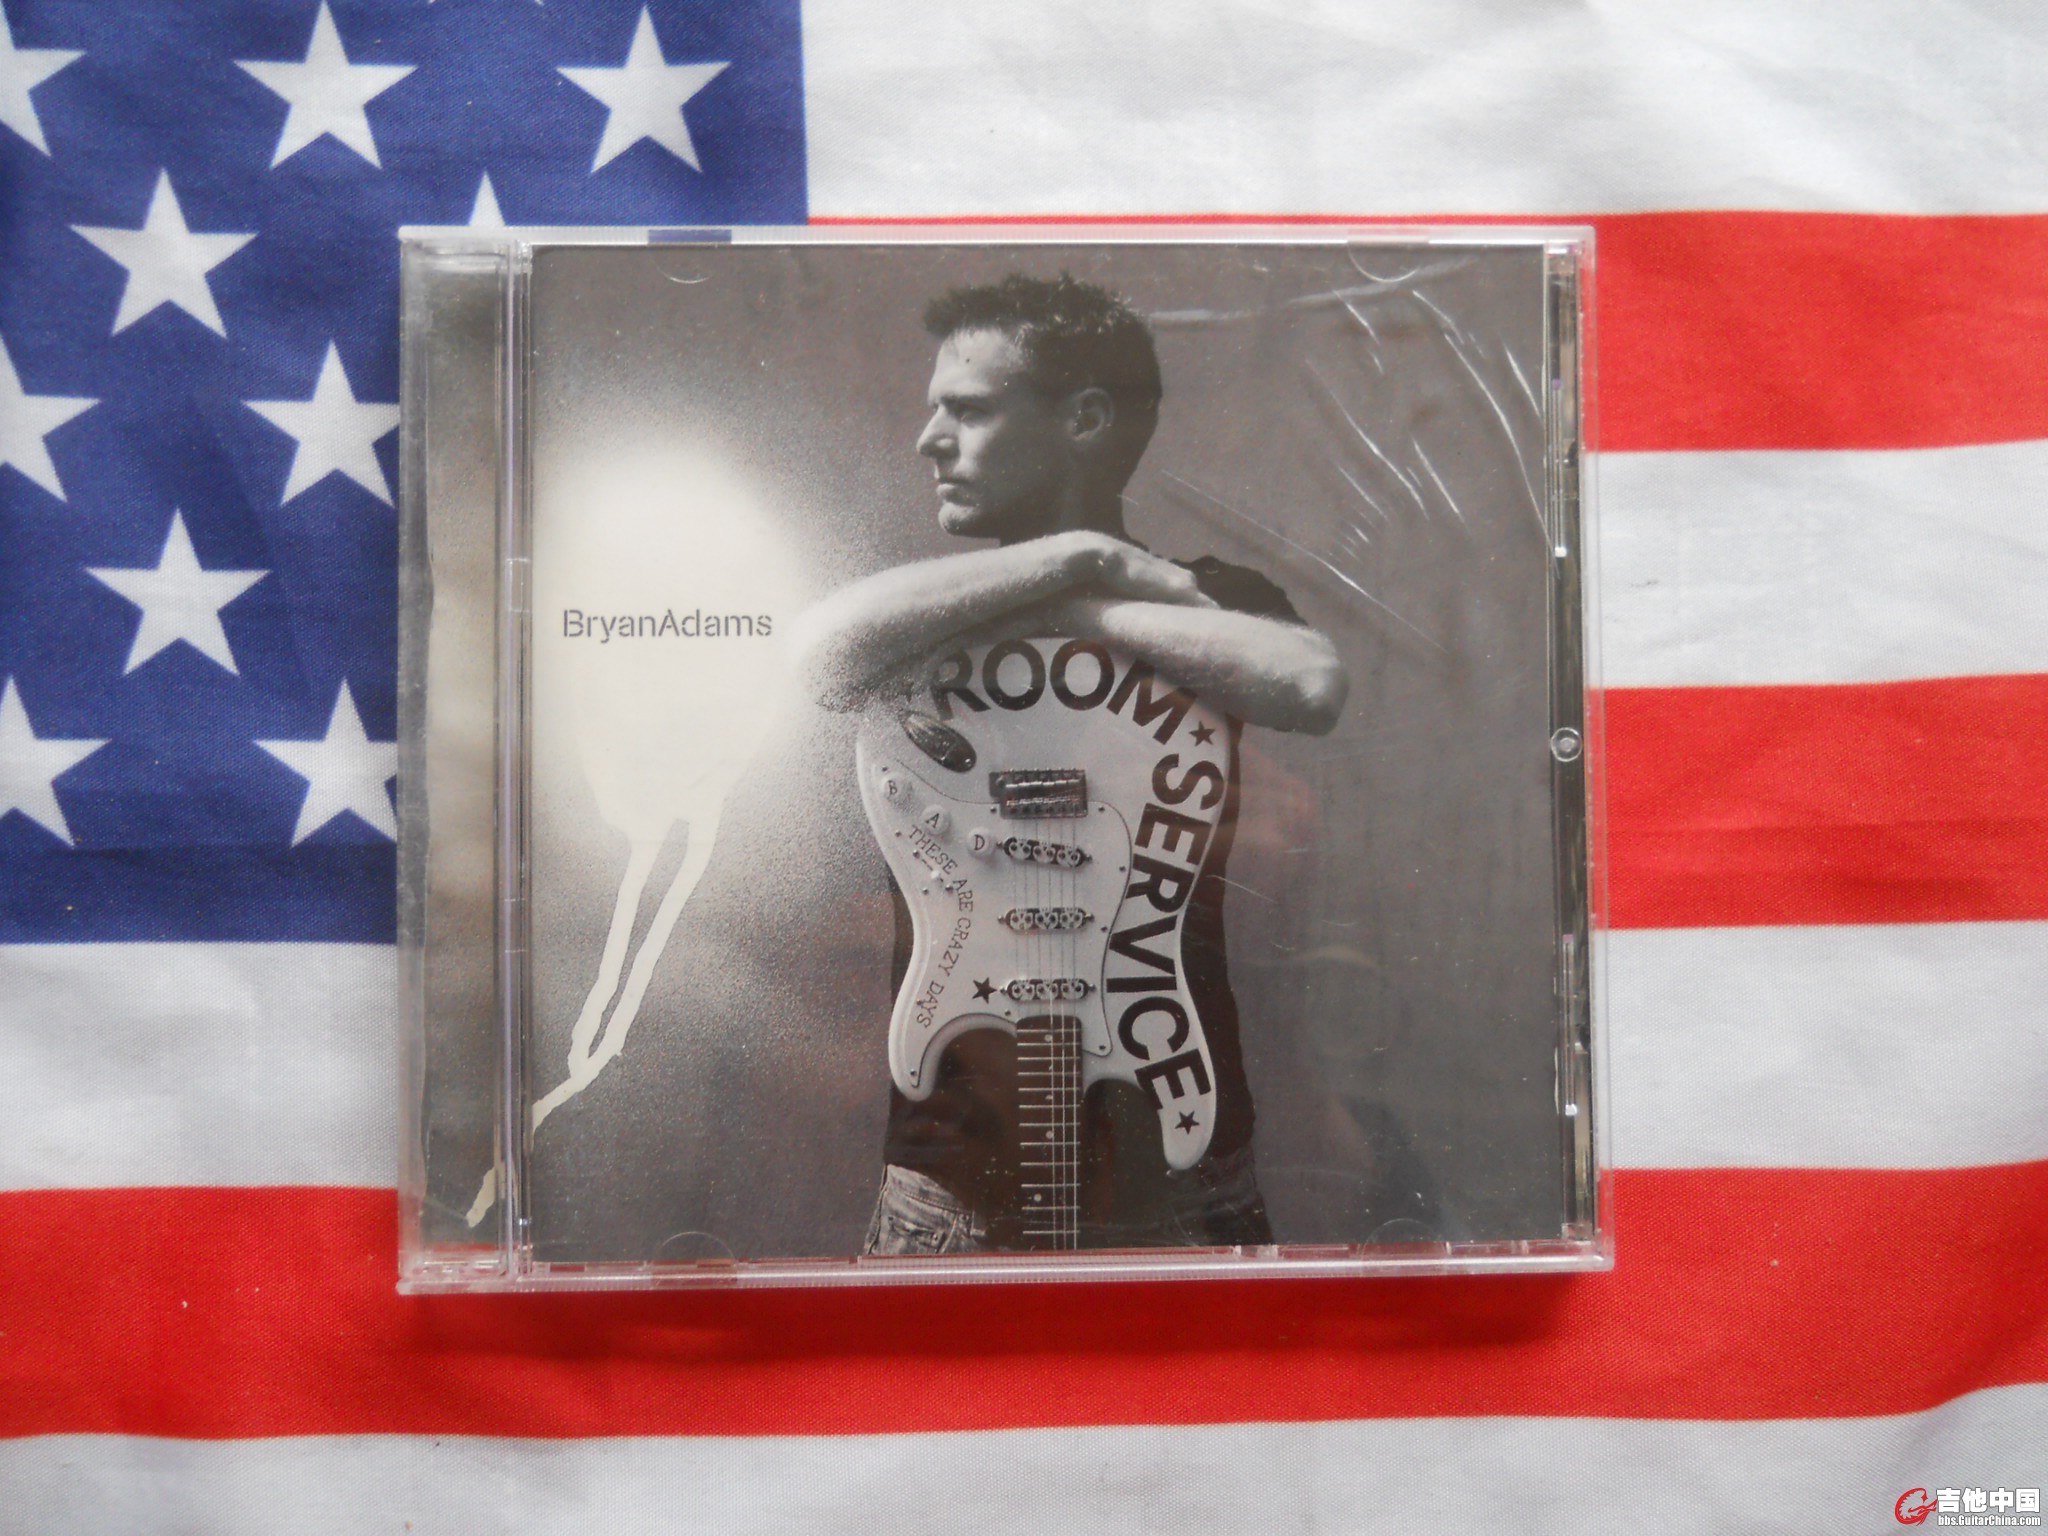 BryanAdams
ROOM★SERVICE★
B
A
D
THESE ARE CRAZY DAYS
吉他中国
bbs.GuitarChina.com